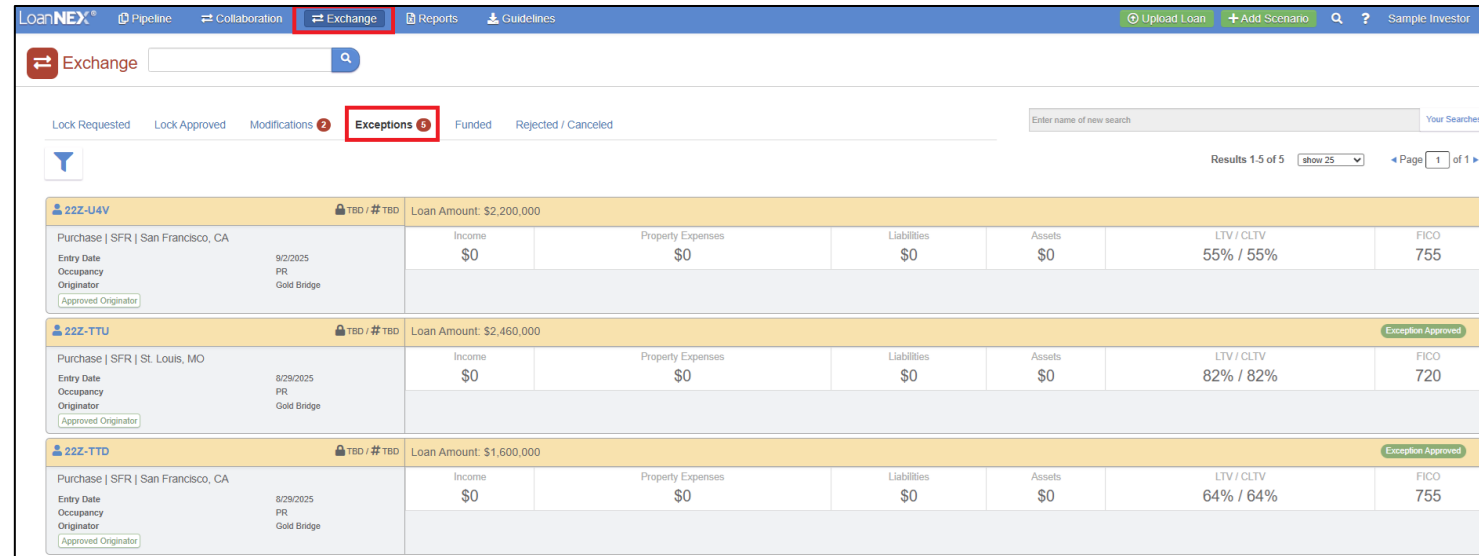 LoanNEX® Pipeline Collaboration Exchange Reports Guidelines Upload Loan +Add Scenario ? Sample Investor
Exchange
Lock Requested Lock Approved Modifications 2 Exceptions 5 Funded Rejected / Canceled Enter name of new search Your Searches
Results 1-5 of 5 show 25 Page 1 of 1
22Z-U4V TBD / # TBD Loan Amount: $2,200,000
Purchase | SFR | San Francisco, CA Income Property Expenses Liabilities Assets LTV / CLTV FICO
$0 $0 $0 $0 55% / 55% 755
Entry Date 9/2/2025
Occupancy PR
Originator Gold Bridge
Approved Originator
22Z-TTU TBD / # TBD Loan Amount: $2,460,000 Exception Approved
Purchase | SFR | St. Louis, MO Income Property Expenses Liabilities Assets LTV / CLTV FICO
$0 $0 $0 $0 82% / 82% 720
Entry Date 8/29/2025
Occupancy PR
Originator Gold Bridge
Approved Originator
22Z-TTD TBD / # TBD Loan Amount: $1,600,000 Exception Approved
Purchase | SFR | San Francisco, CA Income Property Expenses Liabilities Assets LTV / CLTV FICO
$0 $0 $0 $0 64% / 64% 755
Entry Date 8/29/2025
Occupancy PR
Originator Gold Bridge
Approved Originator